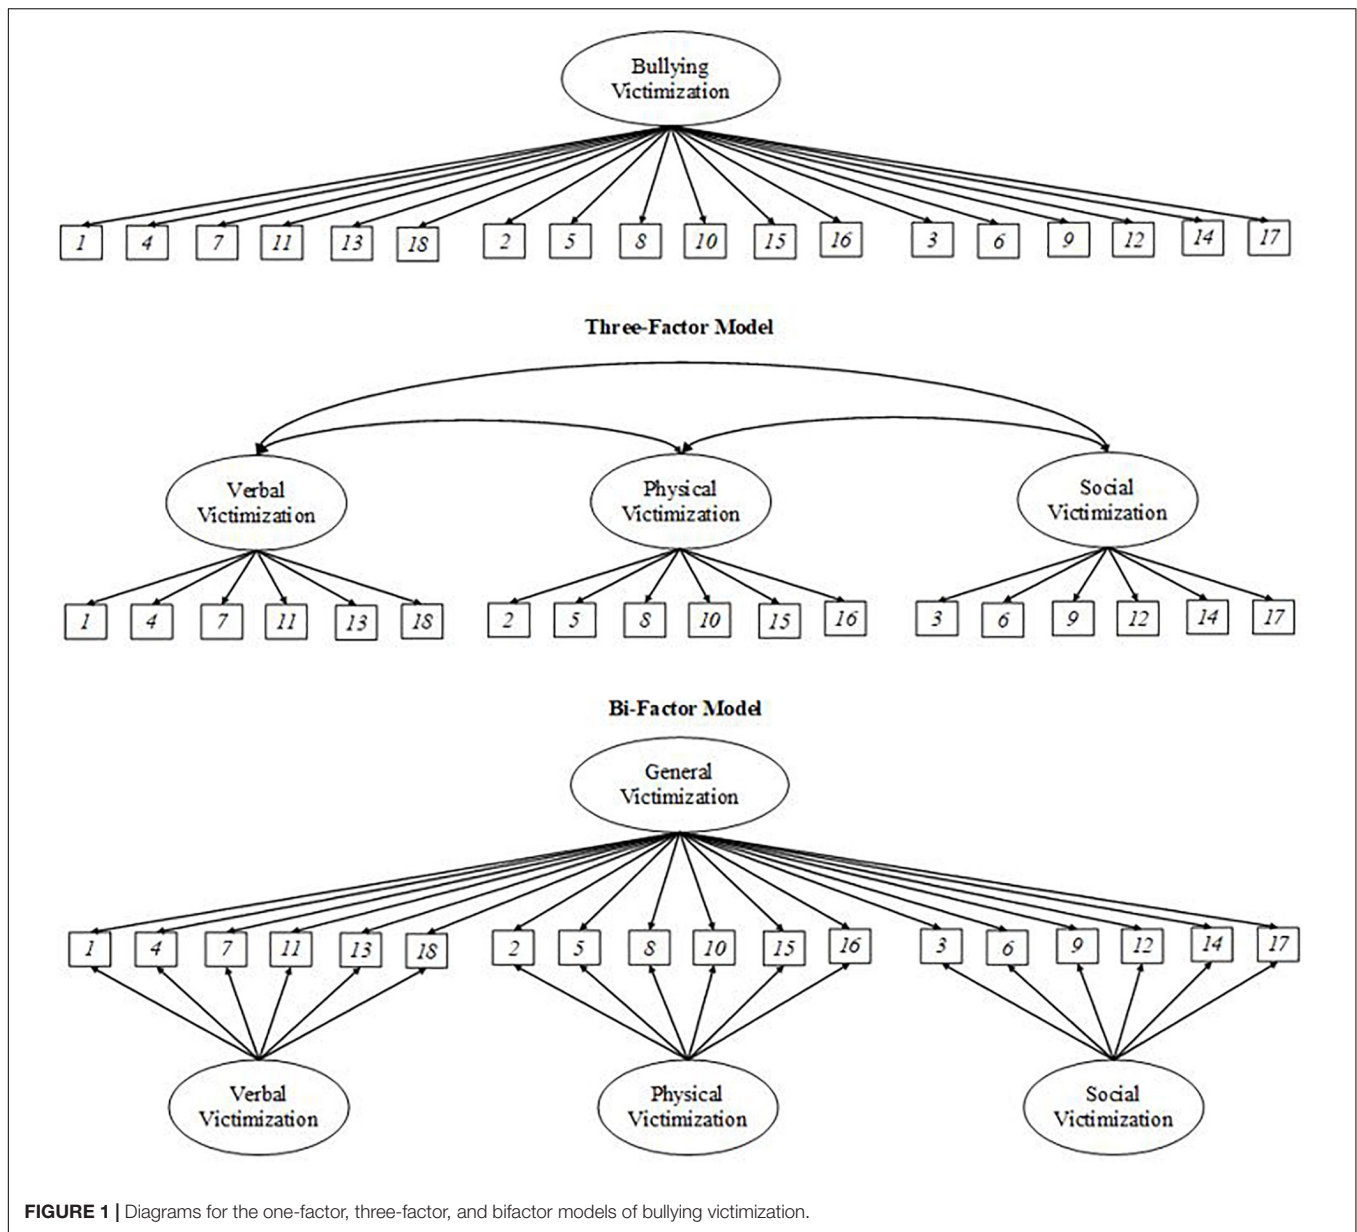 Bullying
Victimization
1 4 7 11 13 18 2 5 8 10 15 16 3 6 9 12 14 17
Three-Factor Model
Verbal
Victimization
Physical
Victimization
Social
Victimization
1 4 7 11 13 18 2 5 8 10 15 16 3 6 9 12 14 17
Bi-Factor Model
General
Victimization
1 4 7 11 13 18 2 5 8 10 15 16 3 6 9 12 14 17
Verbal
Victimization
Physical
Victimization
Social
Victimization
FIGURE 1 | Diagrams for the one-factor, three-factor, and bifactor models of bullying victimization.